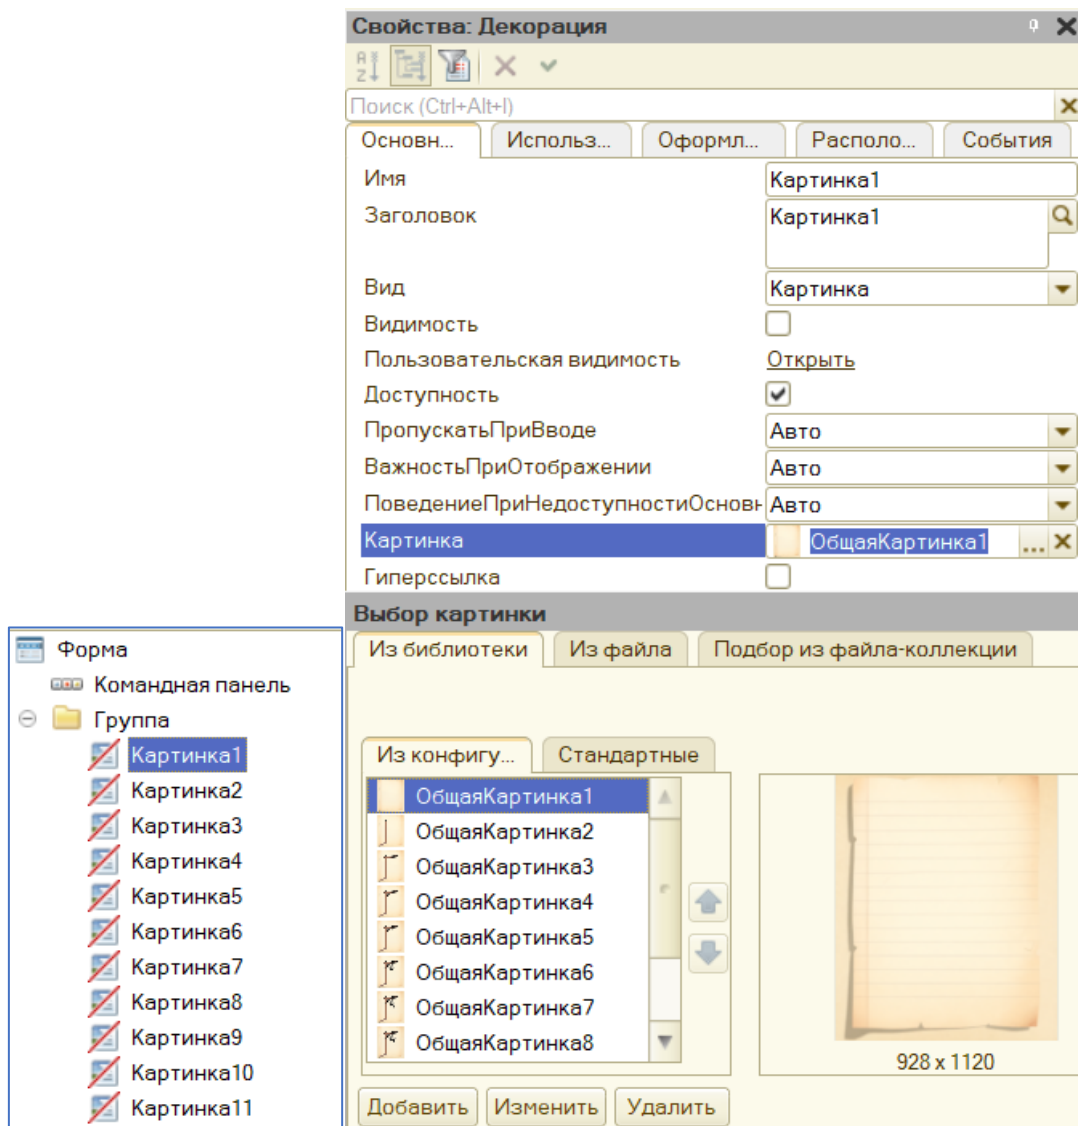 Свойства: Декорация
Поиск (Ctrl+Alt+I)
Основн... Использ... Оформл... Располо... События
Имя Картинка1
Заголовок Картинка1
Вид Картинка
Видимость
Пользовательская видимость Открыть
Доступность
ПропускатьПриВводе Авто
ВажностьПриОтображении Авто
ПоведениеПриНедоступностиОсновн Авто
Картинка ОбщаяКартинка1 ...
Гиперссылка
Выбор картинки
Из библиотеки Из файла Подбор из файла-коллекции
Из конфигу... Стандартные
ОбщаяКартинка1
ОбщаяКартинка2
ОбщаяКартинка3
ОбщаяКартинка4
ОбщаяКартинка5
ОбщаяКартинка6
ОбщаяКартинка7
ОбщаяКартинка8
928 x 1120
Добавить Изменить Удалить
Форма
Командная панель
Группа
Картинка1
Картинка2
Картинка3
Картинка4
Картинка5
Картинка6
Картинка7
Картинка8
Картинка9
Картинка10
Картинка11